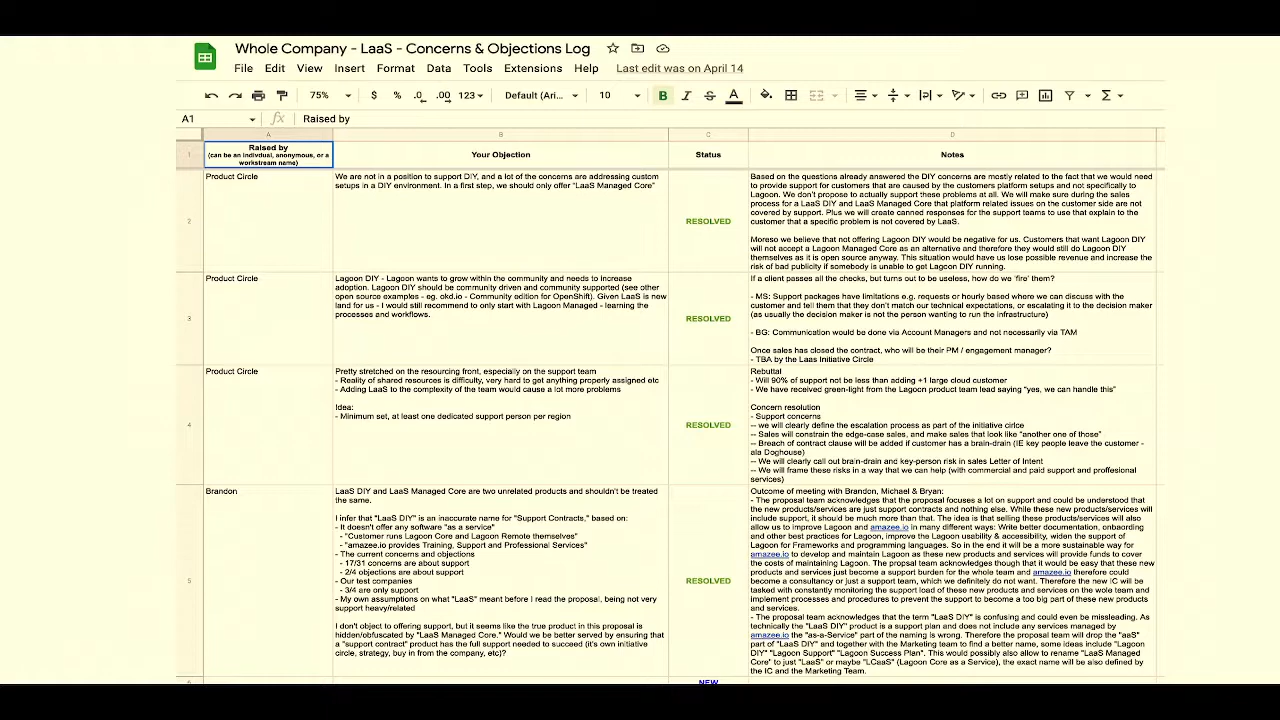 Whole Company - LaaS - Concerns & Objections Log
File Edit View Insert Format Data Tools Extensions Help Last edit was on April 14
75% $ % .0 .00 123 Default (Ari... 10 B I S A
A1 fx Raised by
A B C D
1
Raised by
(can be an indivdual, anonymous, or a
workstream name)
Your Objection
Status
Notes
2
Product Circle
We are not in a position to support DIY, and a lot of the concerns are addressing custom
setups in a DIY environment. In a first step, we should only offer "LaaS Managed Core"
RESOLVED
Based on the questions already answered the DIY concerns are mostly related to the fact that we would need
to provide support for customers that are caused by the customers platform setups and not specifically to
Lagoon. We don't propose to actually support these problems at all. We will make sure during the sales
process for a LaaS DIY and LaaS Managed Core that platform related issues on the customer side are not
covered by support. Plus we will create canned responses for the support teams to use that explain to the
customer that a specific problem is not covered by LaaS.
Moreso we believe that not offering Lagoon DIY would be negative for us. Customers that want Lagoon DIY
will not accept a Lagoon Managed Core as an alternative and therefore they would still do Lagoon DIY
themselves as it is open source anyway. This situation would have us lose possible revenue and increase the
risk of bad publicity if somebody is unable to get Lagoon DIY running.
3
Product Circle
Lagoon DIY - Lagoon wants to grow within the community and needs to increase
adoption. Lagoon DIY should be community driven and community supported (see other
open source examples - eg. okd.io - Community edition for OpenShift). Given LaaS is new
land for us - I would still remcommend to only start with Lagoon Managed - learning the
processes and workflows.
RESOLVED
If a client passes all the checks, but turns out to be useless, how do we 'fire' them?
- MS: Support packages have limitations e.g. requests or hourly based where we can discuss with the
customer and tell them that they don't match our technical expectations, or escalating it to the decision maker
(as usually the decision maker is not the person wanting to run the infrastructure)
- BG: Communication would be done via Account Managers and not necessarily via TAM
Once sales has closed the contract, who will be their PM / engagement manager?
- TBA by the Laas Initiative Circle
4
Product Circle
Pretty stretched on the resourcing front, especially on the support team
- Reality of shared resources is difficulty, very hard to get anything properly assigned etc
- Adding LaaS to the complexity of the team would cause a lot more problems
Idea:
- Minimum set, at least one dedicated support person per region
RESOLVED
Rebuttal
- Will 90% of support not be less than adding +1 large cloud customer
- We have received green-light from the Lagoon product team lead saying "yes, we can handle this"
Concern resolution
- Support concerns
-- we will clearly define the escalation process as part of the initiative cirlce
-- Sales will constrain the edge-case sales, and make sales that look like "another one of those"
-- Breach of contract clause will be added if customer has a brain-drain (IE key people leave the customer -
ala Doghouse)
-- We will clearly call out brain-drain and key-person risk in sales Letter of Intent
-- We will frame these risks in a way that we can help (with commercial and paid support and proffesional
services)
5
Brandon
LaaS DIY and LaaS Managed Core are two unrelated products and shouldn't be treated
the same.
I infer that "LaaS DIY" is an inaccurate name for "Support Contracts," based on:
- It doesn't offer any software "as a service"
- "Customer runs Lagoon Core and Lagoon Remote themselves"
- "amazee.io provides Training, Support and Professional Services"
- The current concerns and objections
- 17/31 concerns are about support
- 2/4 objections are about support
- Our test companies
- 3/4 are only support
- My own assumptions on what "LaaS" meant before I read the proposal, being not very
support heavy/related
I don't object to offering support, but it seems like the true product in this proposal is
hidden/obfuscated by "LaaS Managed Core." Would we be better served by ensuring that
a "support contract" product has the full support needed to succeed (it's own initiative
circle, strategy, buy in from the company, etc)?
RESOLVED
Outcome of meeting with Brandon, Michael & Bryan:
- The proposal team acknowledges that the proposal focuses a lot on support and could be understood that
the new products/services are just support contracts and nothing else. While these new products/services will
include support, it should be much more than that. The idea is that selling these products/services will also
allow us to improve Lagoon and amazee.io in many different ways: Write better documentation, onbaording
and other best practices for Lagoon, improve the Lagoon usability & accessibility, widen the support of
Lagoon for Frameworks and programming languages. So in the end it will be a more sustainable way for
amazee.io to develop and maintain Lagoon as these new products and services will provide funds to cover
the costs of maintaining Lagoon. The propsal team acknowledges though that it would be easy that these new
products and services just become a support burden for the whole team and amazee.io therefore could
become a consultancy or just a support team, which we definitely do not want. Therefore the new IC will be
tasked with constantly monitoring the support load of these new products and services on the wole team and
implement processes and procedures to prevent the support to become a too big part of these new products
and services.
- The proposal team acknowledges that the term "LaaS DIY" is confusing and could even be misleading. As
technically the "LaaS DIY" product is a support plan and does not include any services managed by
amazee.io the "as-a-Service" part of the naming is wrong. Therefore the proposal team will drop the "aaS"
part of "LaaS DIY" and together with the Marketing team to find a better name, some ideas include "Lagoon
DIY" "Lagoon Support" "Lagoon Success Plan". This would possibly also allow to rename "LaaS Managed
Core" to just "LaaS" or maybe "LCaaS" (Lagoon Core as a Service), the exact name will be also defined by
the IC and the Marketing Team.
6
NEW